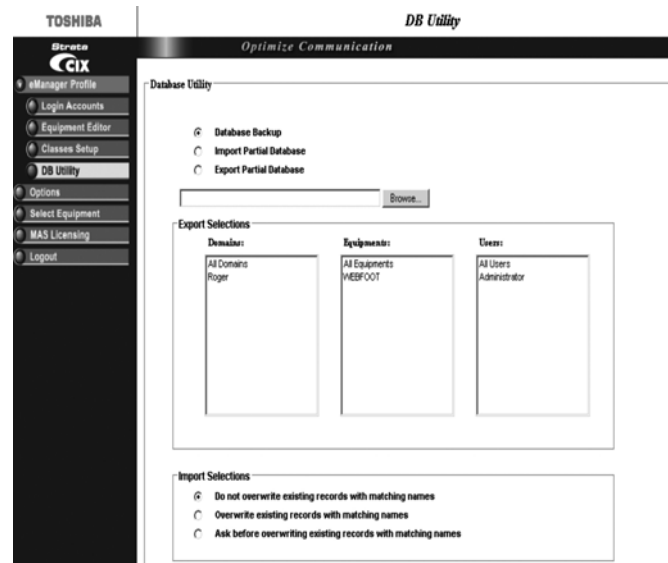 TOSHIBA
DB Utility
Strata
CIX
Optimize Communication
eManager Profile
Login Accounts
Equipment Editor
Classes Setup
DB Utility
Options
Select Equipment
MAS Licensing
Logout
Database Utility
Database Backup
Import Partial Database
Export Partial Database
Browse...
Export Selections
Domains:
Equipments:
Users:
All Domains
Roger
All Equipments
WEBFOOT
All Users
Administrator
Import Selections
Do not overwrite existing records with matching names
Overwrite existing records with matching names
Ask before overwriting existing records with matching names